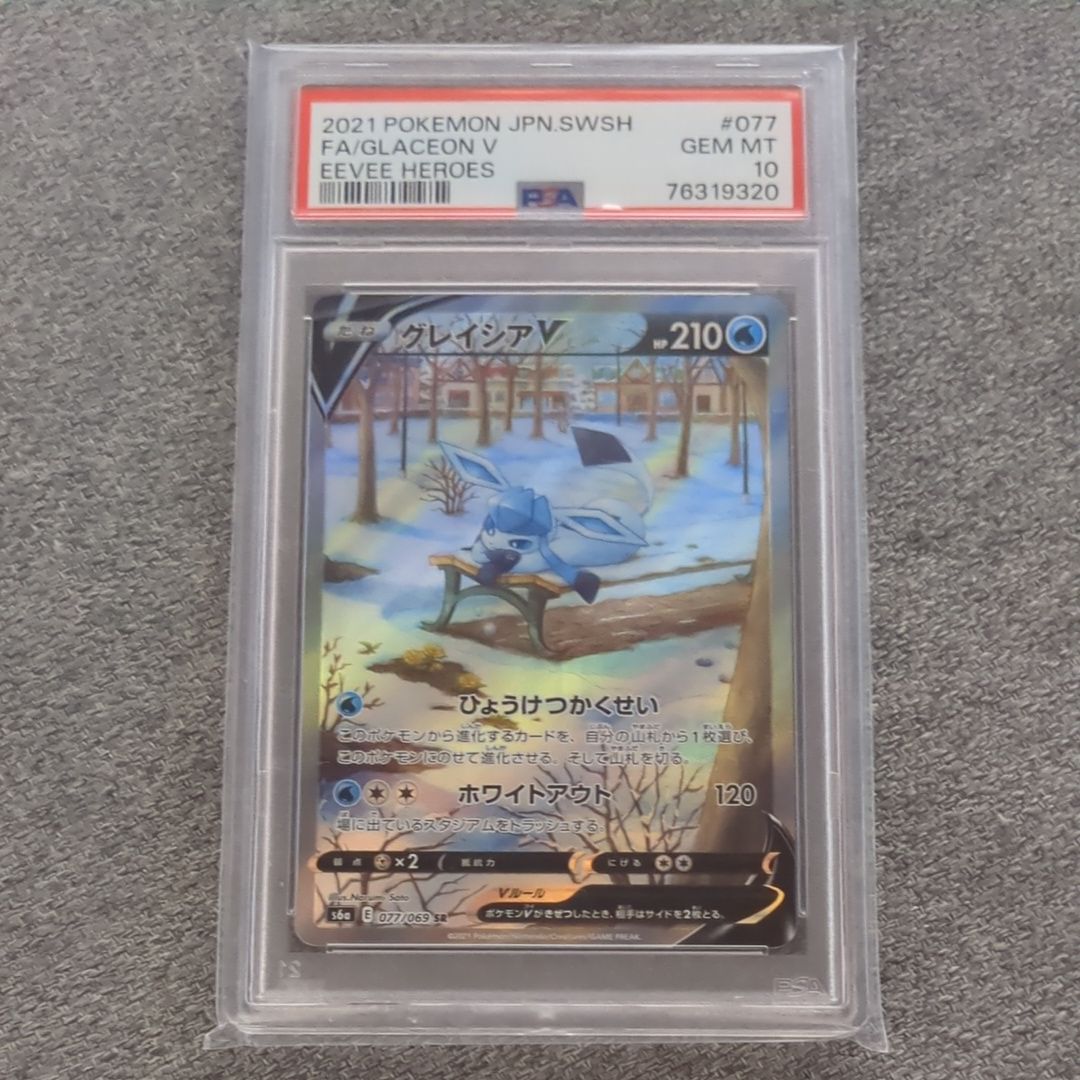 2021 POKEMON JPN.SWSH #077
FA/GLACEON V GEM MT
EEVEE HEROES 10
PSA 76319320
たね グレイシアV HP 210
ひょうけつかくせい
このポケモンから進化するカードを、自分の山札から1枚選び、
このポケモンにのせて進化させる。そして山札を切る。
ホワイトアウト 120
場に出ているスタジアムをトラッシュする。
弱点 ×2 抵抗力 にげる
Illus. Narumi Sato
Vルール
s6a E 077/069 SR ポケモンVがきぜつしたとき、相手はサイドを2枚とる。
©2021 Pokémon/Nintendo/Creatures/GAME FREAK.
PSA